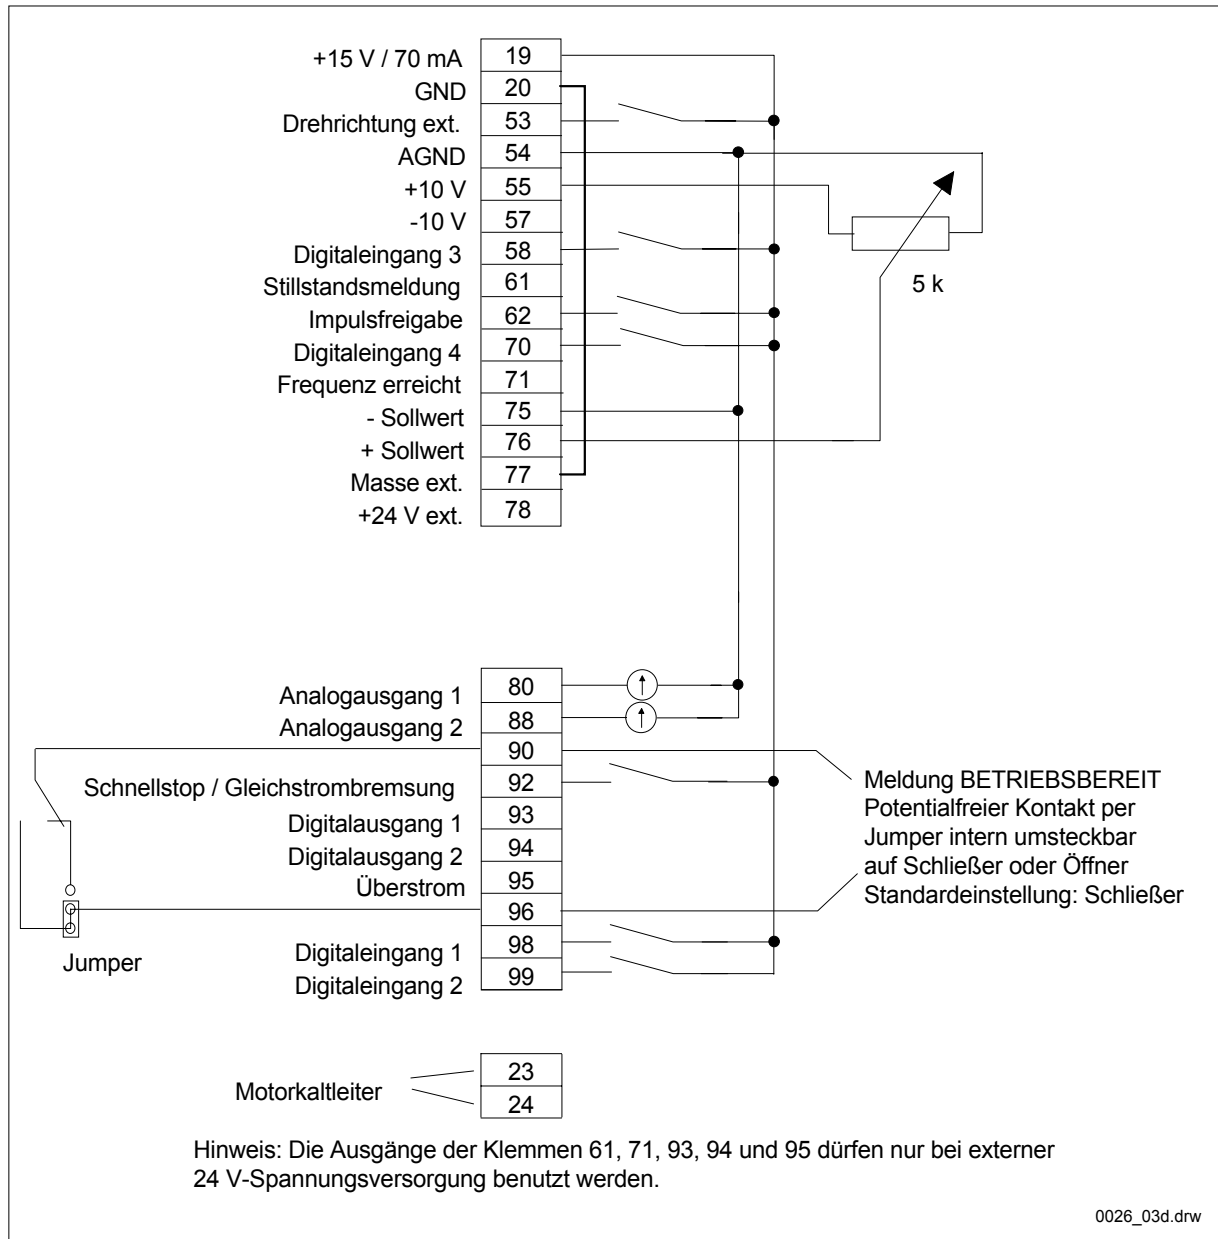 +15 V / 70 mA 19
GND 20
Drehrichtung ext. 53
AGND 54
+10 V 55
-10 V 57
Digitaleingang 3 58
Stillstandsmeldung 61
5 k
Impulsfreigabe 62
Digitaleingang 4 70
Frequenz erreicht 71
- Sollwert 75
+ Sollwert 76
Masse ext. 77
+24 V ext. 78
Analogausgang 1 80
Analogausgang 2 88
90
Schnellstop / Gleichstrombremsung 92
Digitalausgang 1 93
Digitalausgang 2 94
Überstrom 95
96
Meldung BETRIEBSBEREIT
Potentialfreier Kontakt per
Jumper intern umsteckbar
auf Schließer oder Öffner
Standardeinstellung: Schließer
Jumper
Digitaleingang 1 98
Digitaleingang 2 99
Motorkaltleiter
23
24
Hinweis: Die Ausgänge der Klemmen 61, 71, 93, 94 und 95 dürfen nur bei externer
24 V-Spannungsversorgung benutzt werden.
0026_03d.drw